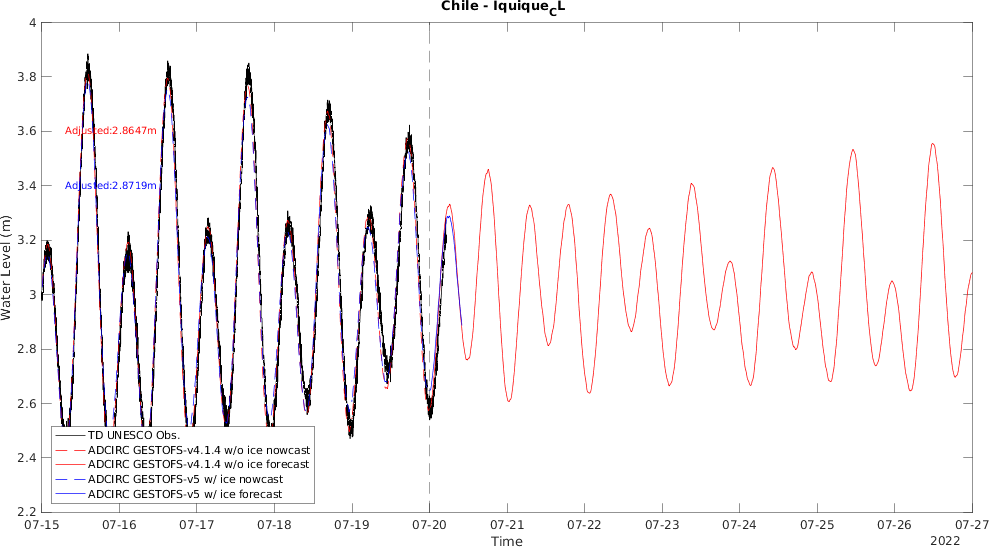 Chile - Iquique_CL
4
3.8
3.6
3.4
3.2
3
2.8
2.6
2.4
2.2
Water Level (m)
Adjusted:2.8647m
Adjusted:2.8719m
TD UNESCO Obs.
ADCIRC GESTOFS-v4.1.4 w/o ice nowcast
ADCIRC GESTOFS-v4.1.4 w/o ice forecast
ADCIRC GESTOFS-v5 w/ ice nowcast
ADCIRC GESTOFS-v5 w/ ice forecast
07-15 07-16 07-17 07-18 07-19 07-20 07-21 07-22 07-23 07-24 07-25 07-26 07-27
Time
2022